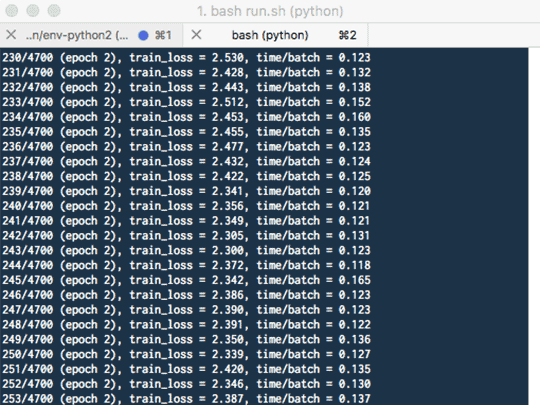 1. bash run.sh (python)
..n/env-python2 (… ⌘1
bash (python) ⌘2
230/4700 (epoch 2), train_loss = 2.530, time/batch = 0.123
231/4700 (epoch 2), train_loss = 2.428, time/batch = 0.132
232/4700 (epoch 2), train_loss = 2.443, time/batch = 0.138
233/4700 (epoch 2), train_loss = 2.512, time/batch = 0.152
234/4700 (epoch 2), train_loss = 2.453, time/batch = 0.160
235/4700 (epoch 2), train_loss = 2.455, time/batch = 0.135
236/4700 (epoch 2), train_loss = 2.477, time/batch = 0.123
237/4700 (epoch 2), train_loss = 2.432, time/batch = 0.124
238/4700 (epoch 2), train_loss = 2.422, time/batch = 0.125
239/4700 (epoch 2), train_loss = 2.341, time/batch = 0.120
240/4700 (epoch 2), train_loss = 2.356, time/batch = 0.121
241/4700 (epoch 2), train_loss = 2.349, time/batch = 0.121
242/4700 (epoch 2), train_loss = 2.305, time/batch = 0.131
243/4700 (epoch 2), train_loss = 2.300, time/batch = 0.123
244/4700 (epoch 2), train_loss = 2.372, time/batch = 0.118
245/4700 (epoch 2), train_loss = 2.342, time/batch = 0.165
246/4700 (epoch 2), train_loss = 2.386, time/batch = 0.123
247/4700 (epoch 2), train_loss = 2.390, time/batch = 0.123
248/4700 (epoch 2), train_loss = 2.391, time/batch = 0.122
249/4700 (epoch 2), train_loss = 2.350, time/batch = 0.136
250/4700 (epoch 2), train_loss = 2.339, time/batch = 0.127
251/4700 (epoch 2), train_loss = 2.420, time/batch = 0.135
252/4700 (epoch 2), train_loss = 2.346, time/batch = 0.130
253/4700 (epoch 2), train_loss = 2.387, time/batch = 0.137